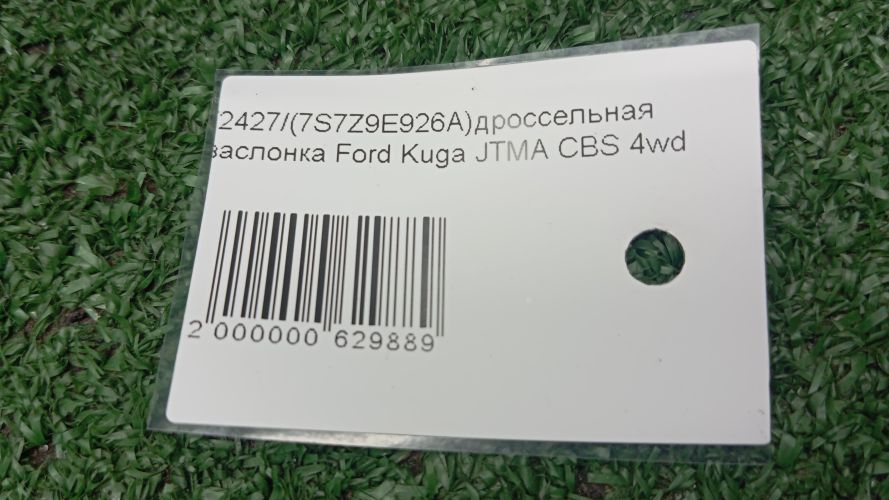 2427/(7S7Z9E926A)дроссельная
заслонка Ford Kuga JTMA CBS 4wd
2 000000 629889